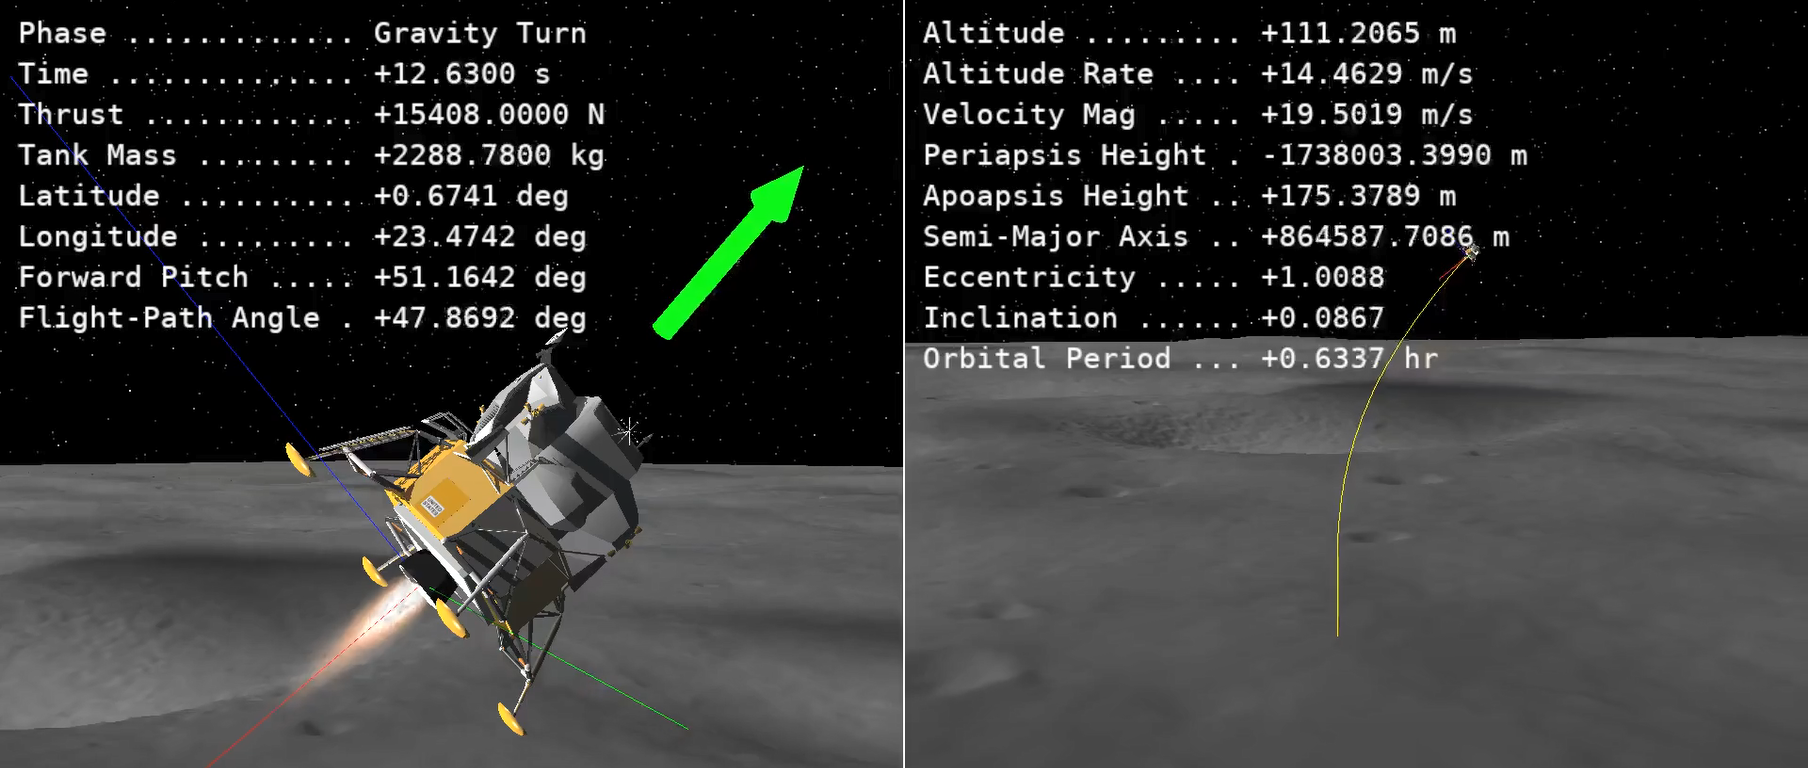 Phase ............. Gravity Turn
Time .............. +12.6300 s
Thrust ............ +15408.0000 N
Tank Mass ......... +2288.7800 kg
Latitude .......... +0.6741 deg
Longitude ......... +23.4742 deg
Forward Pitch ..... +51.1642 deg
Flight-Path Angle . +47.8692 deg
Altitude ......... +111.2065 m
Altitude Rate .... +14.4629 m/s
Velocity Mag ..... +19.5019 m/s
Periapsis Height . -1738003.3990 m
Apoapsis Height .. +175.3789 m
Semi-Major Axis .. +864587.7086 m
Eccentricity ..... +1.0088
Inclination ...... +0.0867
Orbital Period ... +0.6337 hr